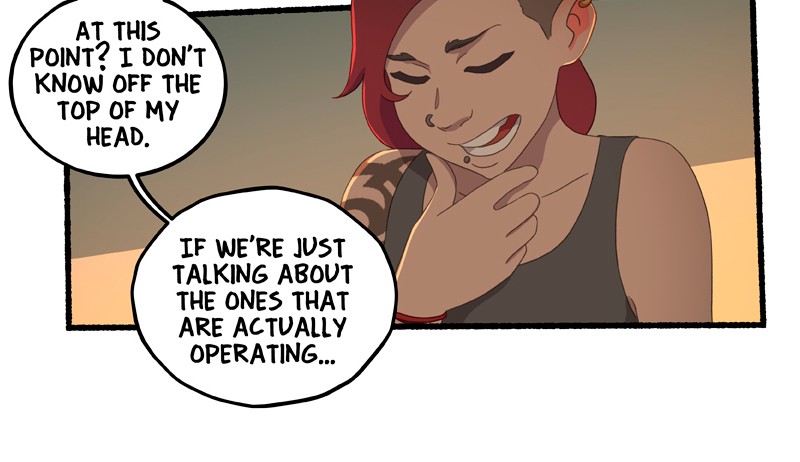 AT THIS
POINT? I DON'T
KNOW OFF THE
TOP OF MY
HEAD.
IF WE'RE JUST
TALKING ABOUT
THE ONES THAT
ARE ACTUALLY
OPERATING...